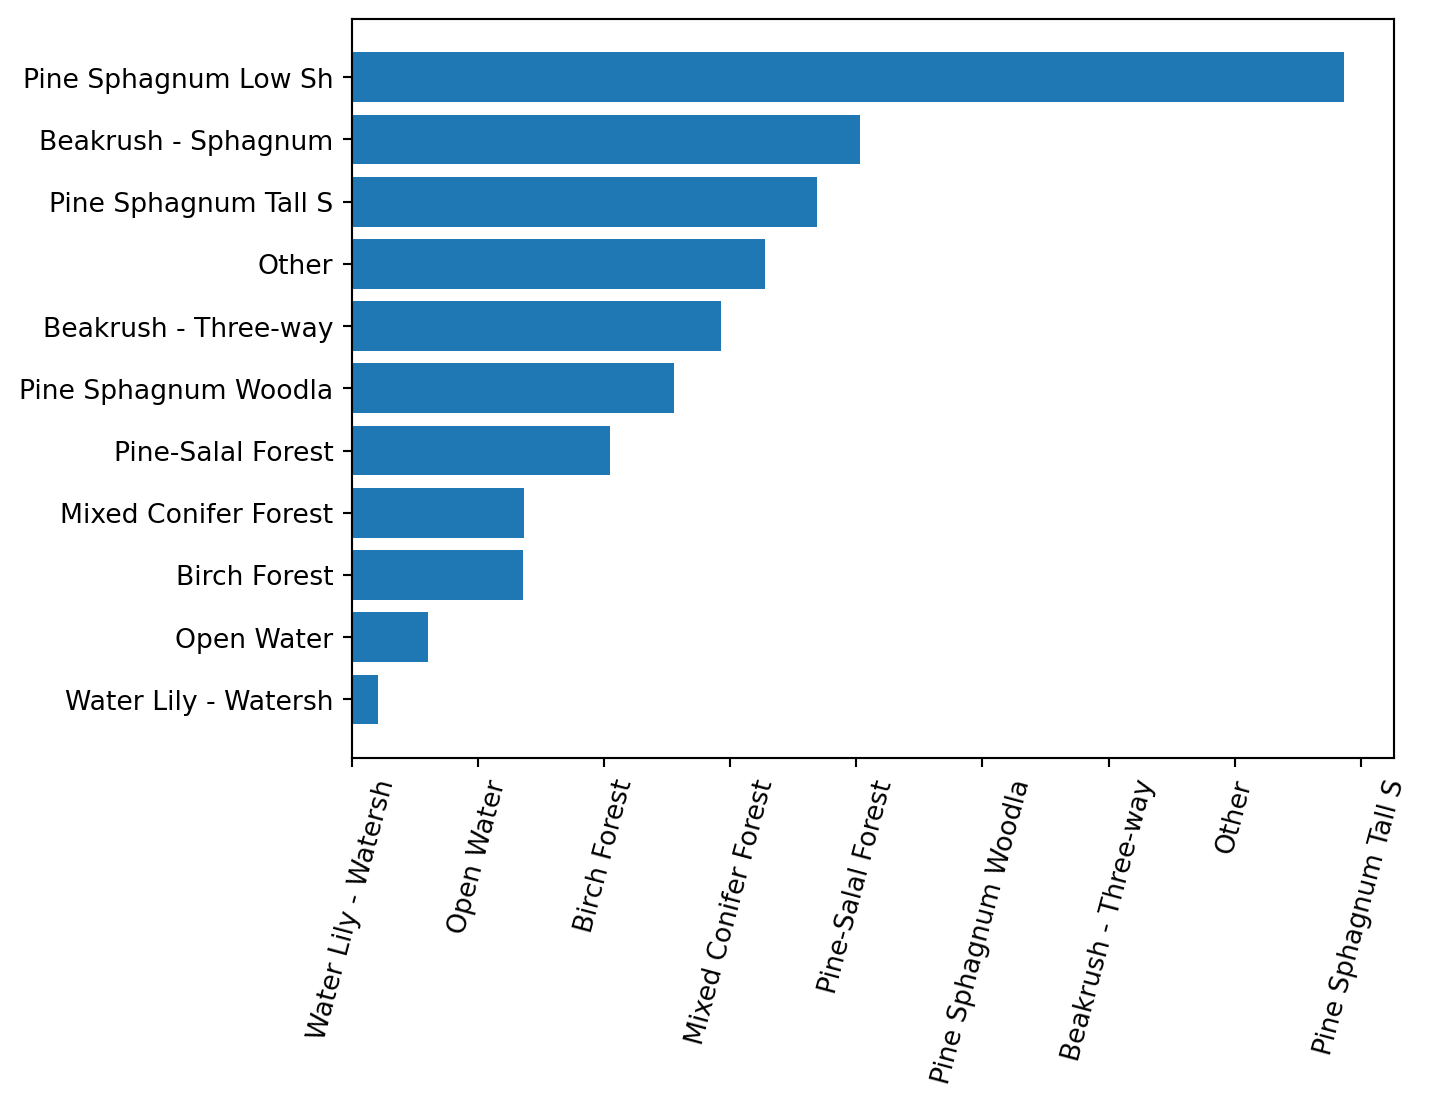 Pine Sphagnum Low Sh
Beakrush - Sphagnum
Pine Sphagnum Tall S
Other
Beakrush - Three-way
Pine Sphagnum Woodla
Pine-Salal Forest
Mixed Conifer Forest
Birch Forest
Open Water
Water Lily - Watersh
Water Lily - Watersh
Open Water
Birch Forest
Mixed Conifer Forest
Pine-Salal Forest
Pine Sphagnum Woodla
Beakrush - Three-way
Other
Pine Sphagnum Tall S